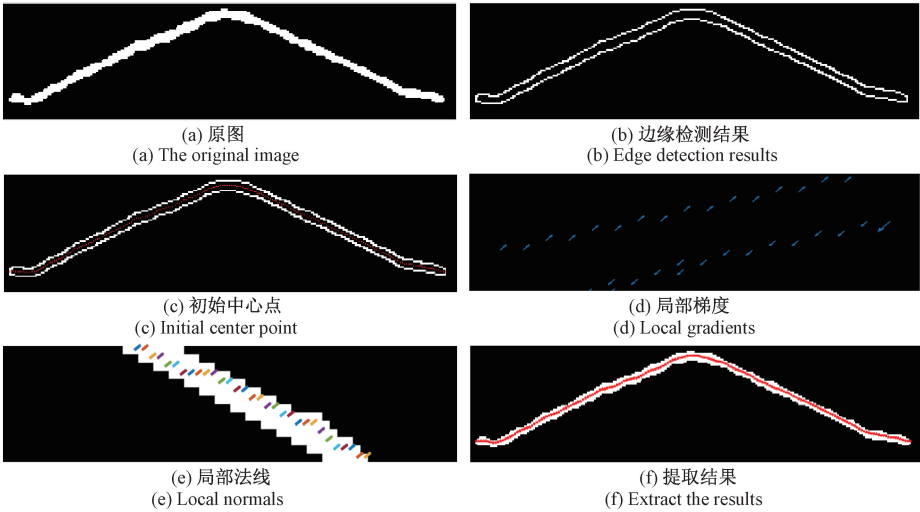 (a) 原图
(a) The original image
(b) 边缘检测结果
(b) Edge detection results
(c) 初始中心点
(c) Initial center point
(d) 局部梯度
(d) Local gradients
(e) 局部法线
(e) Local normals
(f) 提取结果
(f) Extract the results